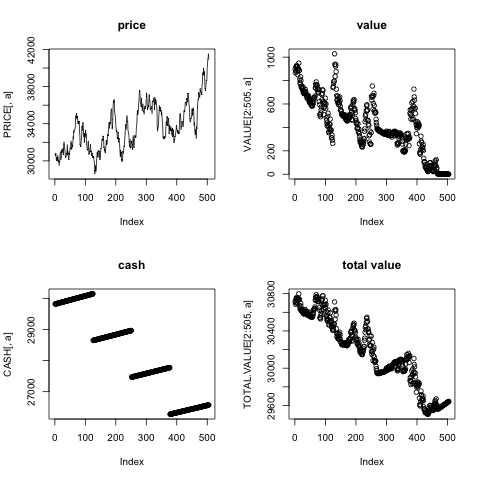 price
PRICE[, a]
30000 34000 38000 42000
0 100 200 300 400 500
Index
value
VALUE[2:505, a]
0 200 600 1000
0 100 200 300 400 500
Index
cash
CASH[, a]
27000 29000
0 100 200 300 400 500
Index
total value
TOTAL.VALUE[2:505, a]
29600 30000 30400 30800
0 100 200 300 400 500
Index